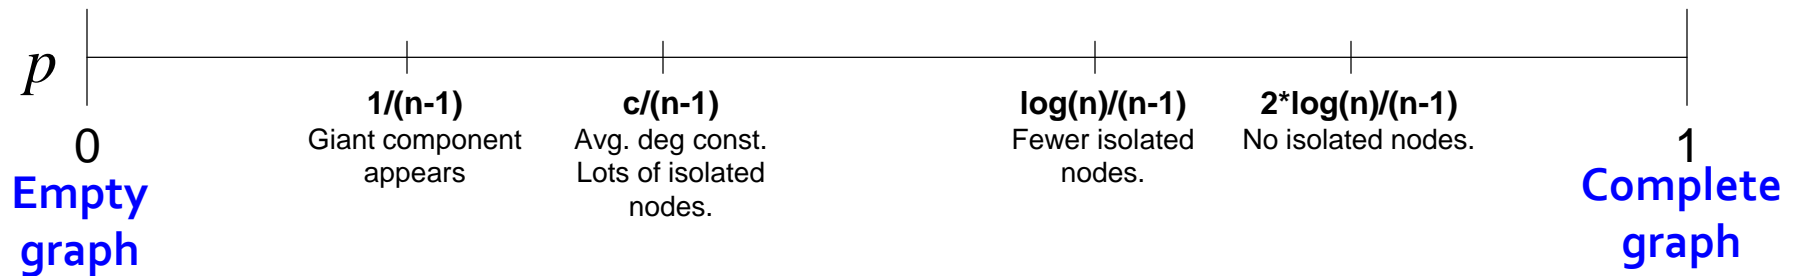 p
0
Empty
graph
1/(n-1)
Giant component
appears
c/(n-1)
Avg. deg const.
Lots of isolated
nodes.
log(n)/(n-1)
Fewer isolated
nodes.
2*log(n)/(n-1)
No isolated nodes.
1
Complete
graph